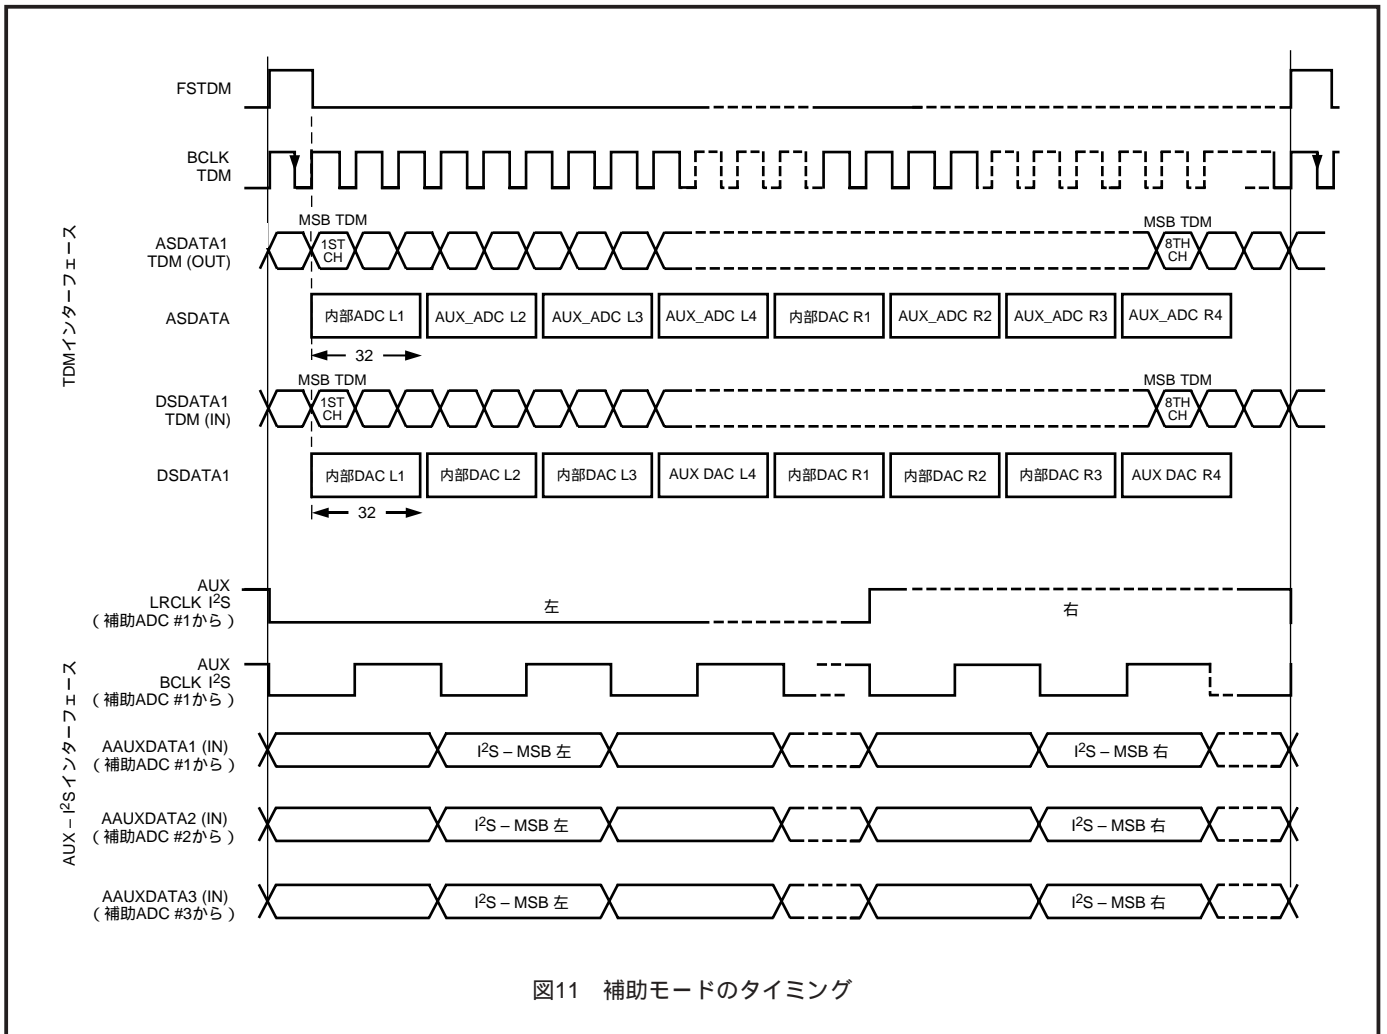 FSTDM
BCLK
TDM
TDMインターフェース
MSB TDM
MSB TDM
ASDATA1
TDM (OUT)
1ST
CH
8TH
CH
ASDATA
内部ADC L1
AUX_ADC L2
AUX_ADC L3
AUX_ADC L4
内部DAC R1
AUX_ADC R2
AUX_ADC R3
AUX_ADC R4
32
MSB TDM
MSB TDM
DSDATA1
TDM (IN)
1ST
CH
8TH
CH
DSDATA1
内部DAC L1
内部DAC L2
内部DAC L3
AUX DAC L4
内部DAC R1
内部DAC R2
内部DAC R3
AUX DAC R4
32
AUX
LRCLK I²S
(補助ADC #1から)
左
右
AUX–I²Sインターフェース
AUX
BCLK I²S
(補助ADC #1から)
AAUXDATA1 (IN)
(補助ADC #1から)
I²S – MSB 左
I²S – MSB 右
AAUXDATA2 (IN)
(補助ADC #2から)
I²S – MSB 左
I²S – MSB 右
AAUXDATA3 (IN)
(補助ADC #3から)
I²S – MSB 左
I²S – MSB 右
図11 補助モードのタイミング